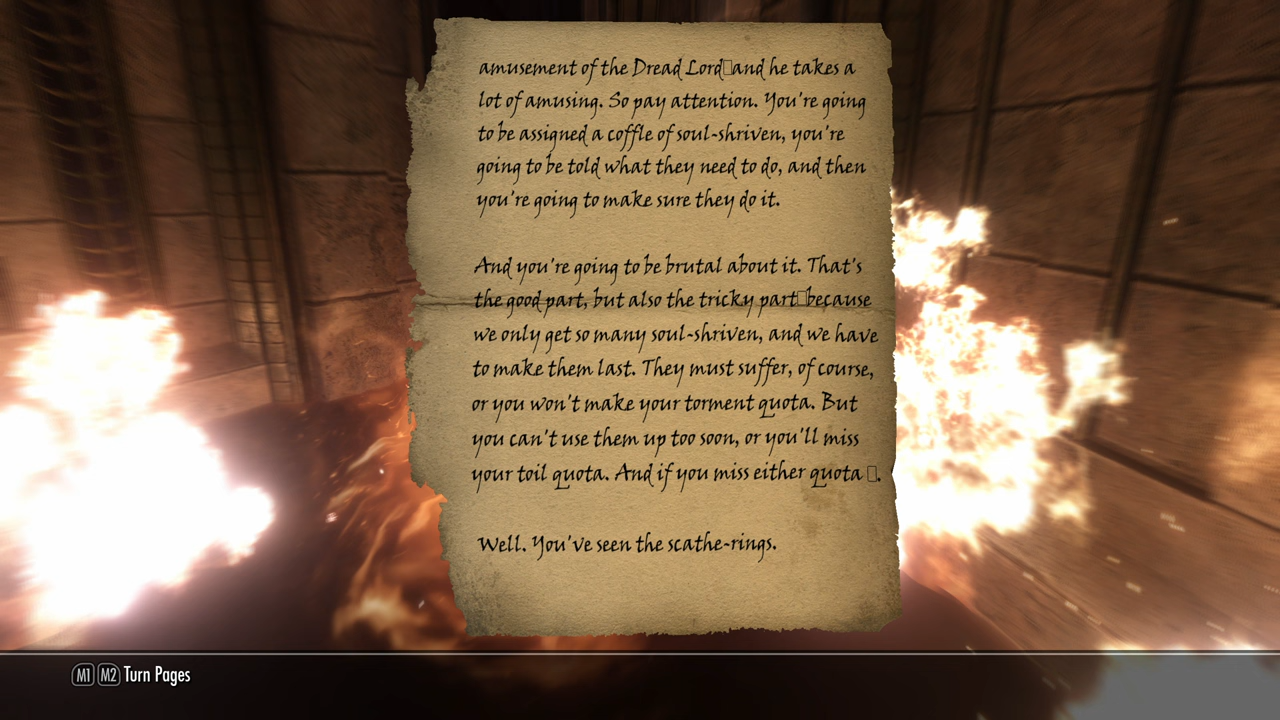 amusement of the Dread Lord▯and he takes a
lot of amusing. So pay attention. You're going
to be assigned a coffle of soul-shriven, you're
going to be told what they need to do, and then
you're going to make sure they do it.
And you're going to be brutal about it. That's
the good part, but also the tricky part▯because
we only get so many soul-shriven, and we have
to make them last. They must suffer, of course,
or you won't make your torment quota. But
you can't use them up too soon, or you'll miss
your toil quota. And if you miss either quota ▯.
Well. You've seen the scathe-rings.
M1 M2 Turn Pages